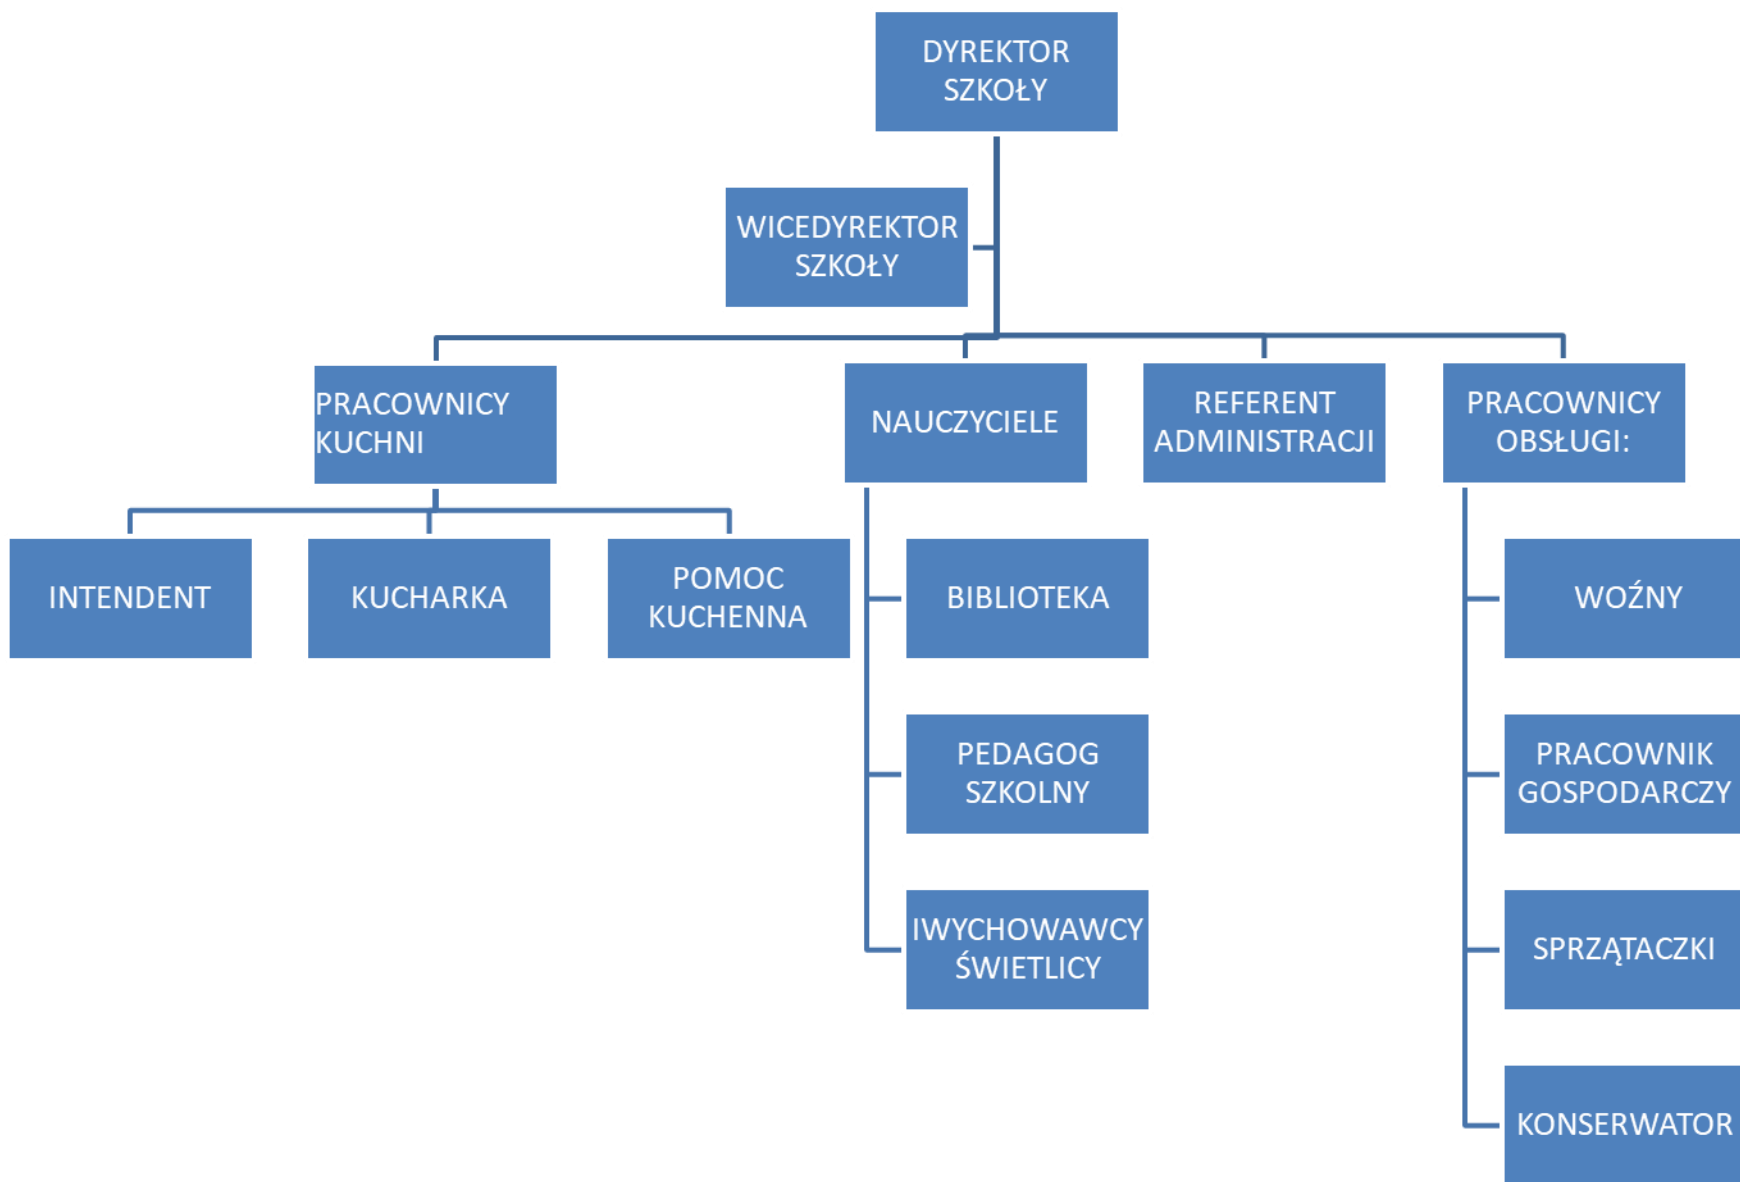 DYREKTOR
SZKOŁY
WICEDYREKTOR
SZKOŁY
PRACOWNICY
KUCHNI
NAUCZYCIELE
REFERENT
ADMINISTRACJI
PRACOWNICY
OBSŁUGI:
INTENDENT
KUCHARKA
POMOC
KUCHENNA
BIBLIOTEKA
WOŹNY
PEDAGOG
SZKOLNY
PRACOWNIK
GOSPODARCZY
IWYCHOWAWCY
ŚWIETLICY
SPRZĄTACZKI
KONSERWATOR